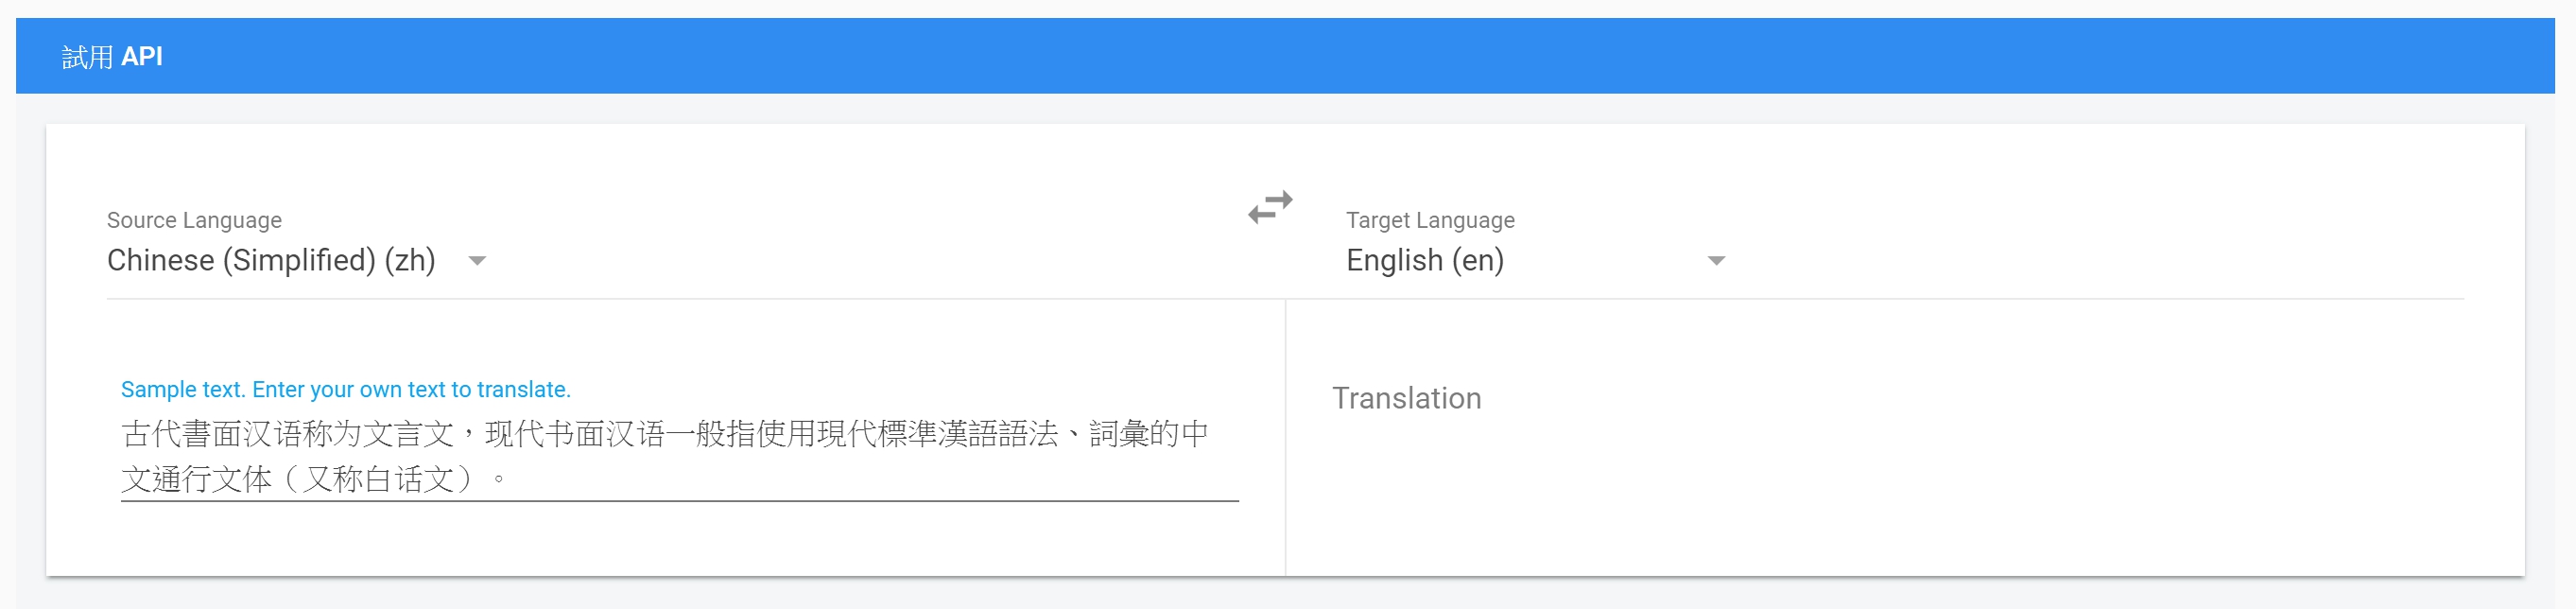 試用 API
Source Language
Chinese (Simplified) (zh)
Target Language
English (en)
Sample text. Enter your own text to translate.
古代書面汉语称为文言文，现代书面汉语一般指使用現代標準漢語語法、詞彙的中
文通行文体（又称白话文）。
Translation